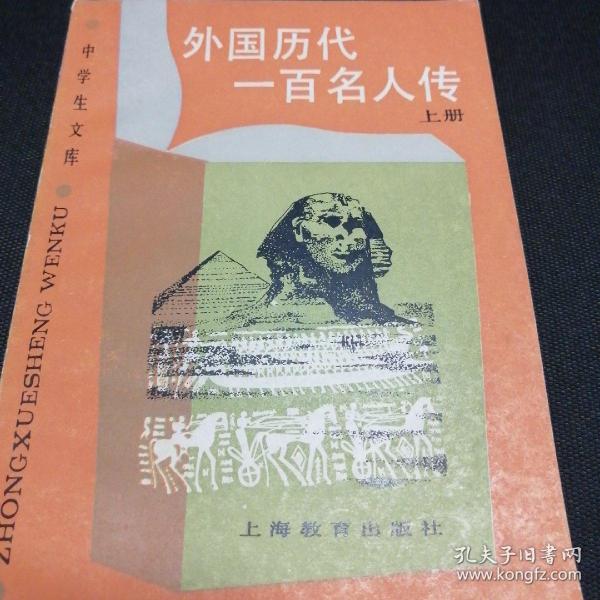 外国历代
一百名人传
上册
中学生文库
ZHONGXUESHENG WENKU
上海教育出版社
孔夫子旧书网
www.kongfz.com